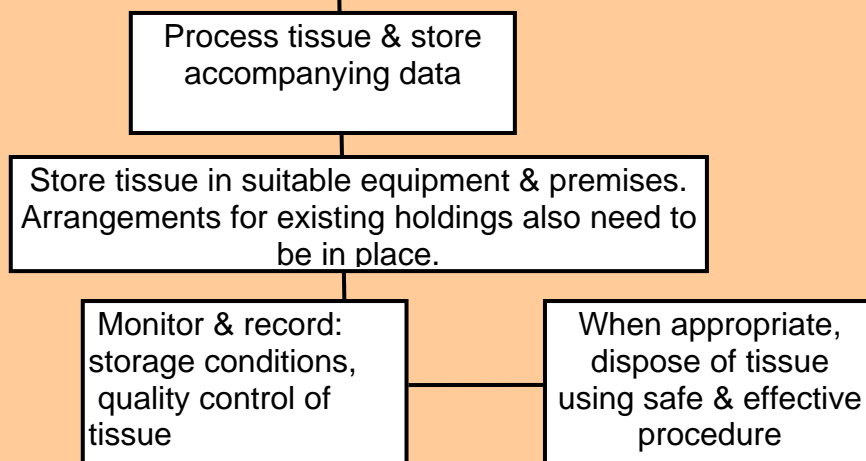 Process tissue & store
accompanying data
Store tissue in suitable equipment & premises.
Arrangements for existing holdings also need to
be in place.
Monitor & record:
storage conditions,
quality control of
tissue
When appropriate,
dispose of tissue
using safe & effective
procedure